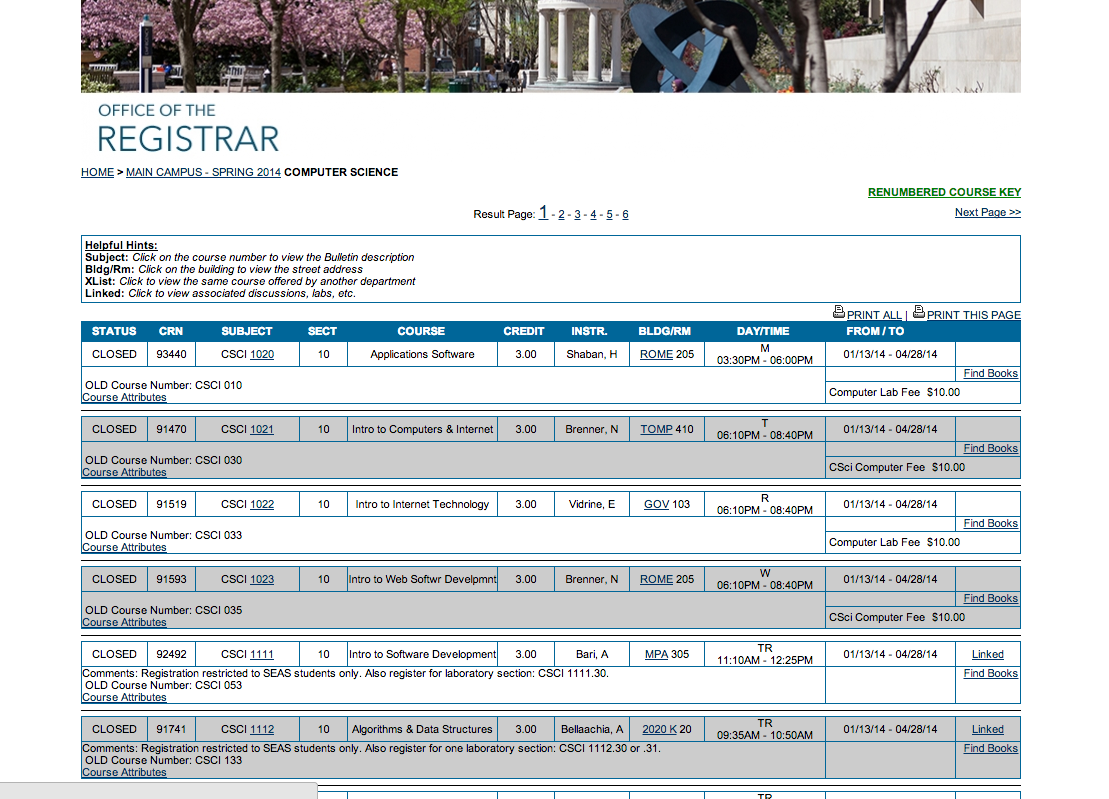 OFFICE OF THE
REGISTRAR
HOME > MAIN CAMPUS - SPRING 2014 COMPUTER SCIENCE
RENUMBERED COURSE KEY
Result Page: 1 - 2 - 3 - 4 - 5 - 6
Next Page >>
Helpful Hints:
Subject: Click on the course number to view the Bulletin description
Bldg/Rm: Click on the building to view the street address
XList: Click to view the same course offered by another department
Linked: Click to view associated discussions, labs, etc.
PRINT ALL | PRINT THIS PAGE
STATUS CRN SUBJECT SECT COURSE CREDIT INSTR. BLDG/RM DAY/TIME FROM / TO
CLOSED 93440 CSCI 1020 10 Applications Software 3.00 Shaban, H ROME 205 M 01/13/14 - 04/28/14
03:30PM - 06:00PM
Find Books
OLD Course Number: CSCI 010
Computer Lab Fee $10.00
Course Attributes
CLOSED 91470 CSCI 1021 10 Intro to Computers & Internet 3.00 Brenner, N TOMP 410 T 01/13/14 - 04/28/14
06:10PM - 08:40PM
Find Books
OLD Course Number: CSCI 030
CSci Computer Fee $10.00
Course Attributes
CLOSED 91519 CSCI 1022 10 Intro to Internet Technology 3.00 Vidrine, E GOV 103 R 01/13/14 - 04/28/14
06:10PM - 08:40PM
Find Books
OLD Course Number: CSCI 033
Computer Lab Fee $10.00
Course Attributes
CLOSED 91593 CSCI 1023 10 Intro to Web Softwr Develpmnt 3.00 Brenner, N ROME 205 W 01/13/14 - 04/28/14
06:10PM - 08:40PM
Find Books
OLD Course Number: CSCI 035
CSci Computer Fee $10.00
Course Attributes
CLOSED 92492 CSCI 1111 10 Intro to Software Development 3.00 Bari, A MPA 305 TR 01/13/14 - 04/28/14 Linked
11:10AM - 12:25PM
Comments: Registration restricted to SEAS students only. Also register for laboratory section: CSCI 1111.30. Find Books
OLD Course Number: CSCI 053
Course Attributes
CLOSED 91741 CSCI 1112 10 Algorithms & Data Structures 3.00 Bellaachia, A 2020 K 20 TR 01/13/14 - 04/28/14 Linked
09:35AM - 10:50AM
Comments: Registration restricted to SEAS students only. Also register for one laboratory section: CSCI 1112.30 or .31. Find Books
OLD Course Number: CSCI 133
Course Attributes
TR